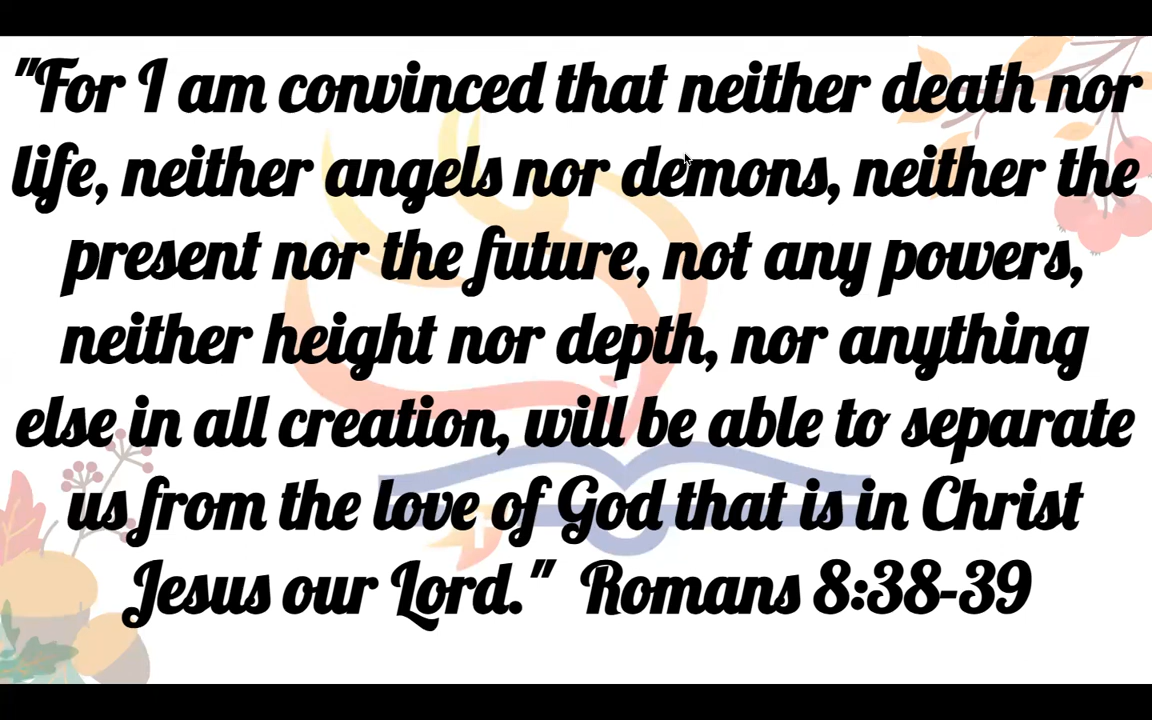 "For I am convinced that neither death nor
life, neither angels nor demons, neither the
present nor the future, not any powers,
neither height nor depth, nor anything
else in all creation, will be able to separate
us from the love of God that is in Christ
Jesus our Lord." Romans 8:38-39